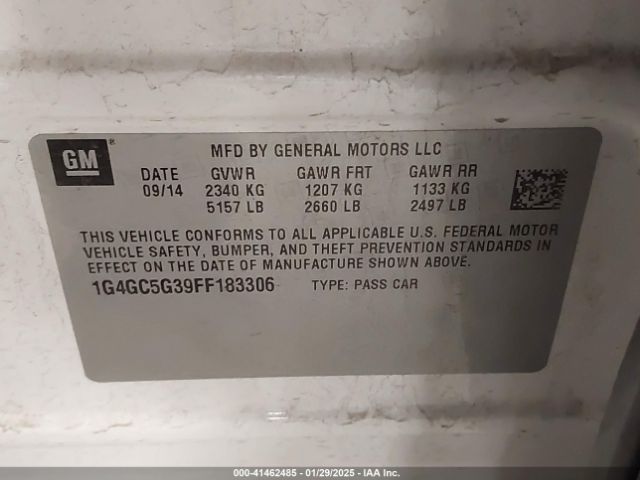 GM®
MFD BY GENERAL MOTORS LLC
DATE GVWR GAWR FRT GAWR RR
09/14 2340 KG 1207 KG 1133 KG
5157 LB 2660 LB 2497 LB
THIS VEHICLE CONFORMS TO ALL APPLICABLE U.S. FEDERAL MOTOR
VEHICLE SAFETY, BUMPER, AND THEFT PREVENTION STANDARDS IN
EFFECT ON THE DATE OF MANUFACTURE SHOWN ABOVE.
1G4GC5G39FF183306 TYPE: PASS CAR
000-41462485 - 01/29/2025 - IAA Inc.